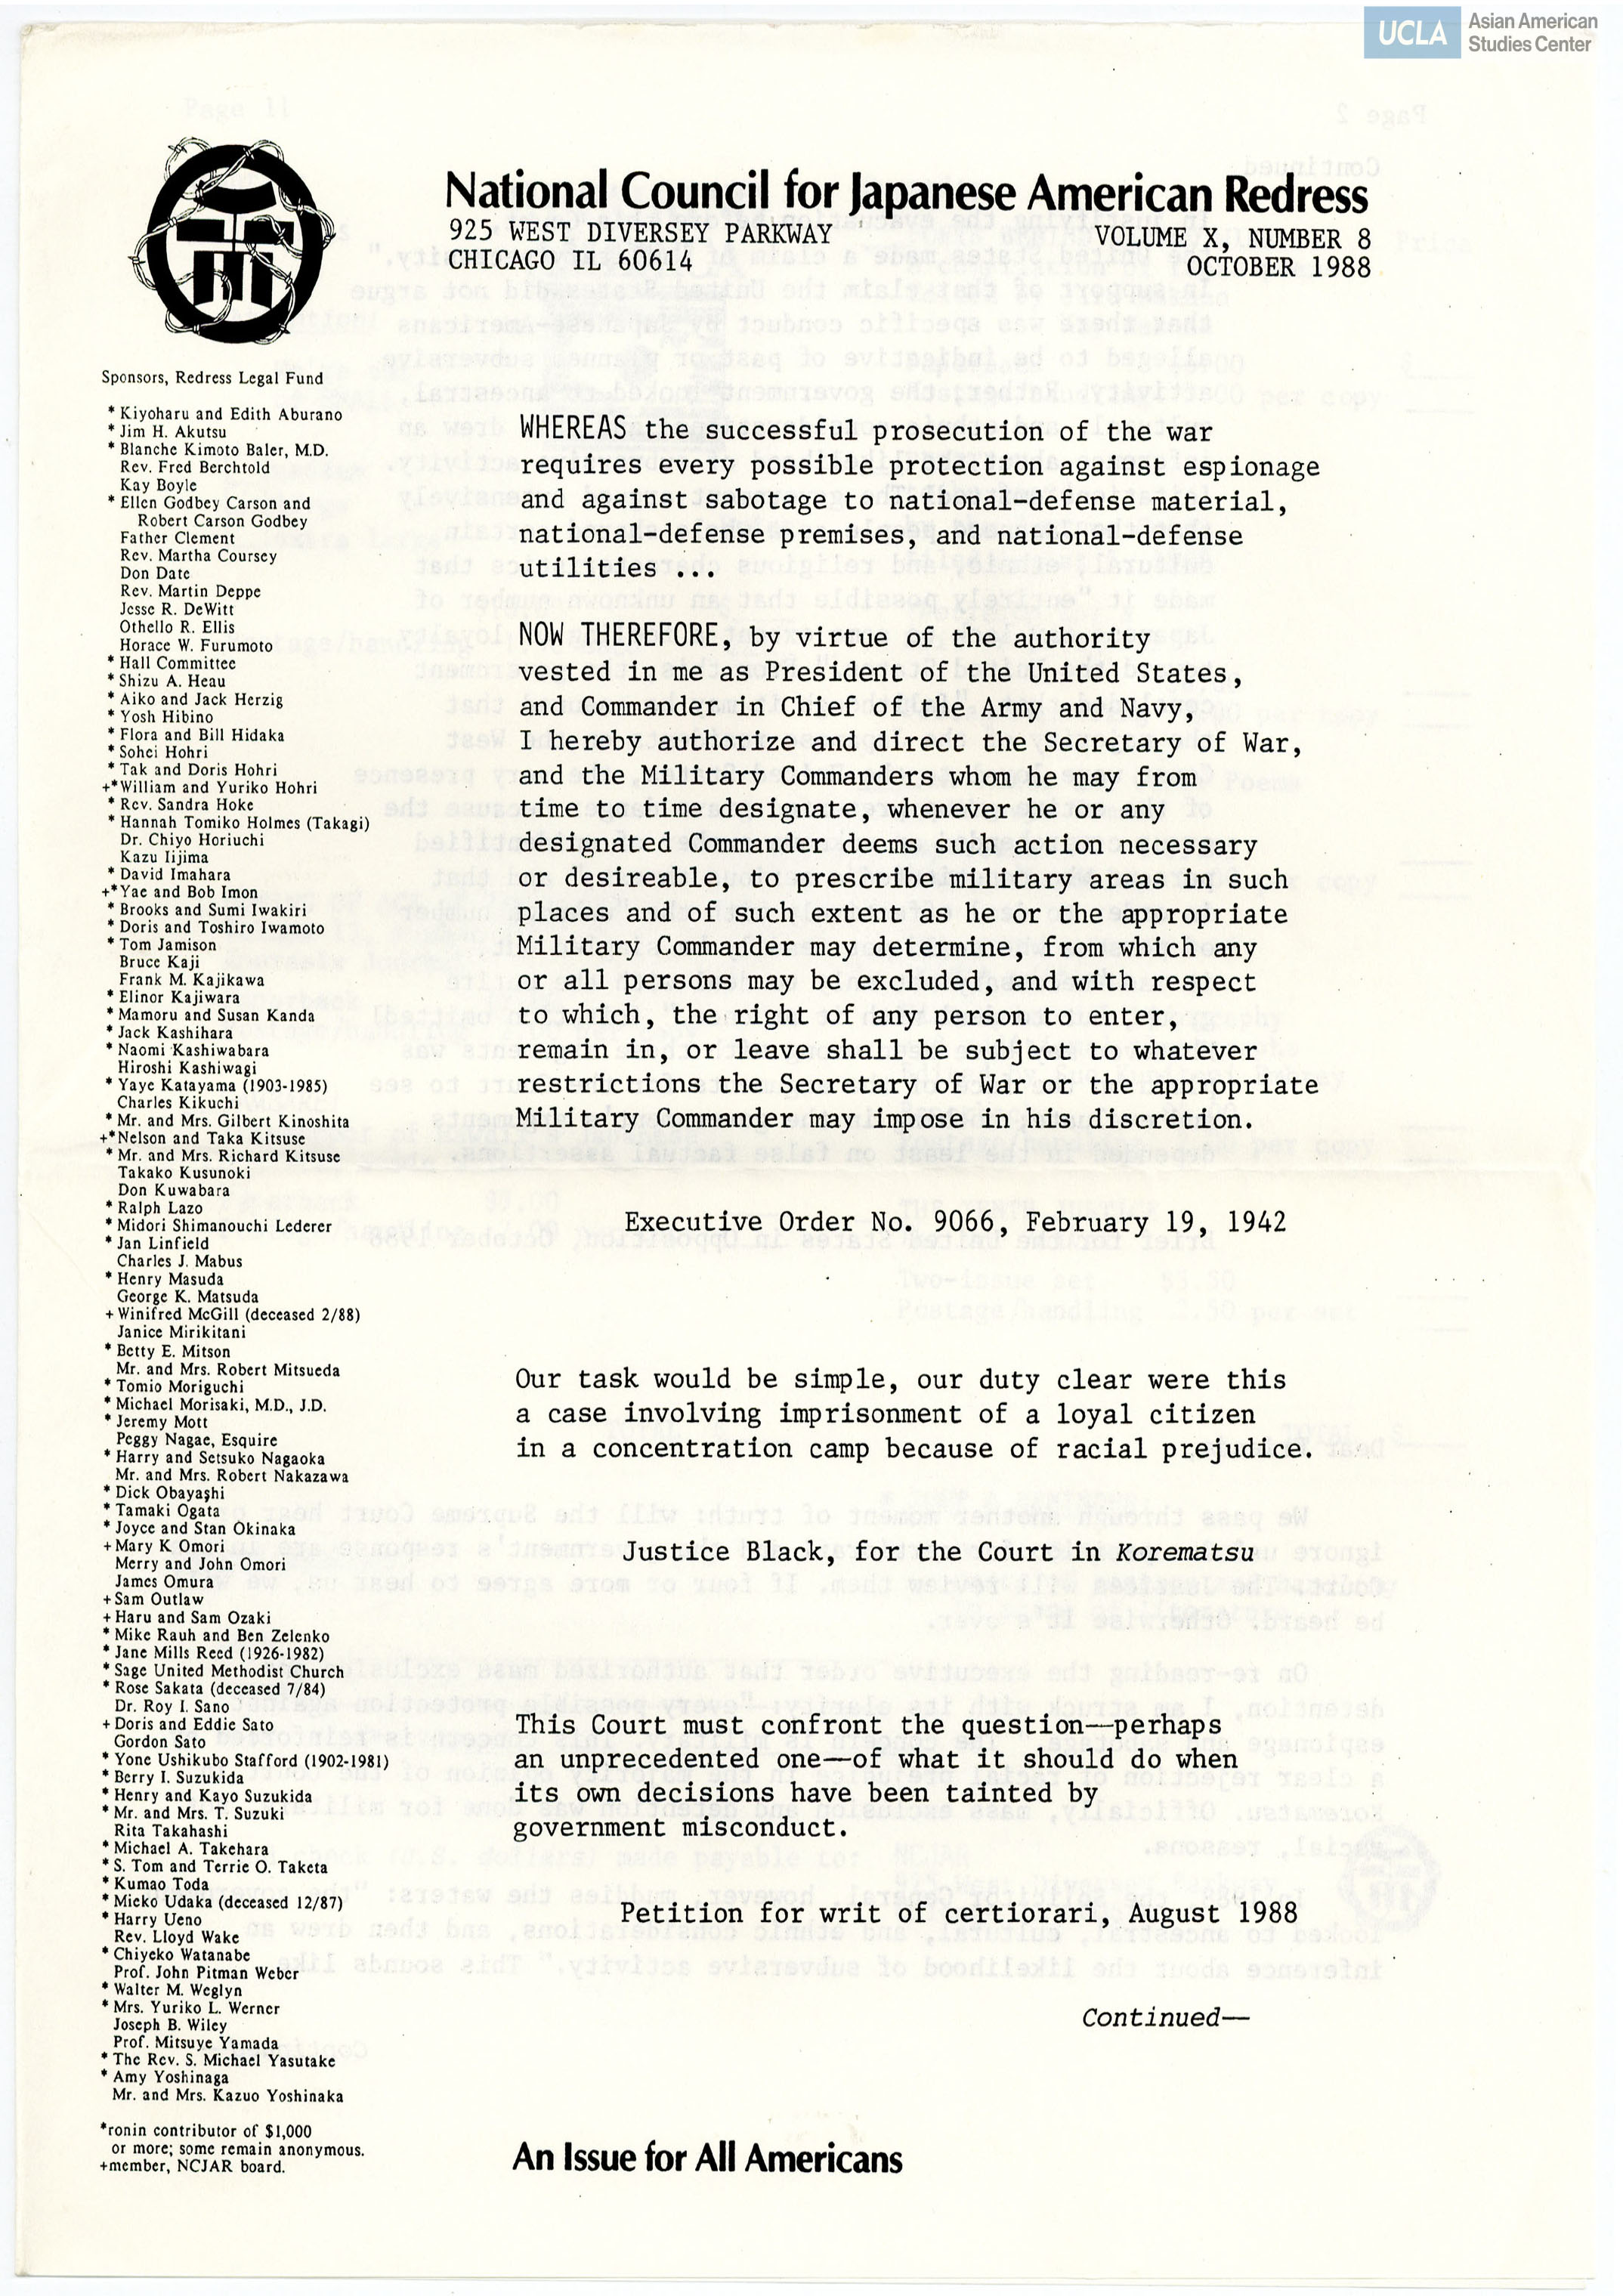 UCLA Asian American
Studies Center
National Council for Japanese American Redress
925 WEST DIVERSEY PARKWAY
CHICAGO IL 60614
VOLUME X, NUMBER 8
OCTOBER 1988
Sponsors, Redress Legal Fund
* Kiyoharu and Edith Aburano
* Jim H. Akutsu
* Blanche Kimoto Baler, M.D.
Rev. Fred Berchtold
Kay Boyle
* Ellen Godbey Carson and
Robert Carson Godbey
Father Clement
Rev. Martha Coursey
Don Date
Rev. Martin Deppe
Jesse R. DeWitt
Othello R. Ellis
Horace W. Furumoto
* Hall Committee
* Shizu A. Heau
* Aiko and Jack Herzig
* Yosh Hibino
* Flora and Bill Hidaka
* Sohei Hohri
* Tak and Doris Hohri
+*William and Yuriko Hohri
* Rev. Sandra Hoke
* Hannah Tomiko Holmes (Takagi)
Dr. Chiyo Horiuchi
Kazu Iijima
* David Imahara
+*Yae and Bob Imon
* Brooks and Sumi Iwakiri
* Doris and Toshiro Iwamoto
* Tom Jamison
Bruce Kaji
Frank M. Kajikawa
* Elinor Kajiwara
* Mamoru and Susan Kanda
* Jack Kashihara
* Naomi Kashiwabara
Hiroshi Kashiwagi
* Yaye Katayama (1903-1985)
Charles Kikuchi
* Mr. and Mrs. Gilbert Kinoshita
+*Nelson and Taka Kitsuse
* Mr. and Mrs. Richard Kitsuse
Takako Kusunoki
Don Kuwabara
* Ralph Lazo
* Midori Shimanouchi Lederer
* Jan Linfield
Charles J. Mabus
* Henry Masuda
George K. Matsuda
+ Winifred McGill (deceased 2/88)
Janice Mirikitani
* Betty E. Mitson
Mr. and Mrs. Robert Mitsueda
* Tomio Moriguchi
* Michael Morisaki, M.D., J.D.
* Jeremy Mott
Peggy Nagae, Esquire
* Harry and Setsuko Nagaoka
Mr. and Mrs. Robert Nakazawa
* Dick Obayashi
* Tamaki Ogata
* Joyce and Stan Okinaka
+ Mary K. Omori
Merry and John Omori
James Omura
+ Sam Outlaw
+ Haru and Sam Ozaki
* Mike Rauh and Ben Zelenko
* Jane Mills Reed (1926-1982)
* Sage United Methodist Church
* Rose Sakata (deceased 7/84)
Dr. Roy I. Sano
+ Doris and Eddie Sato
Gordon Sato
* Yone Ushikubo Stafford (1902-1981)
* Berry I. Suzukida
* Henry and Kayo Suzukida
* Mr. and Mrs. T. Suzuki
Rita Takahashi
* Michael A. Takehara
* S. Tom and Terrie O. Taketa
* Kumao Toda
* Mieko Udaka (deceased 12/87)
* Harry Ueno
Rev. Lloyd Wake
* Chiyeko Watanabe
Prof. John Pitman Weber
* Walter M. Weglyn
* Mrs. Yuriko L. Werner
Joseph B. Wiley
Prof. Mitsuye Yamada
* The Rev. S. Michael Yasutake
* Amy Yoshinaga
Mr. and Mrs. Kazuo Yoshinaka
*ronin contributor of $1,000
or more; some remain anonymous.
+member, NCJAR board.
WHEREAS the successful prosecution of the war
requires every possible protection against espionage
and against sabotage to national-defense material,
national-defense premises, and national-defense
utilities ...
NOW THEREFORE, by virtue of the authority
vested in me as President of the United States,
and Commander in Chief of the Army and Navy,
I hereby authorize and direct the Secretary of War,
and the Military Commanders whom he may from
time to time designate, whenever he or any
designated Commander deems such action necessary
or desireable, to prescribe military areas in such
places and of such extent as he or the appropriate
Military Commander may determine, from which any
or all persons may be excluded, and with respect
to which, the right of any person to enter,
remain in, or leave shall be subject to whatever
restrictions the Secretary of War or the appropriate
Military Commander may impose in his discretion.
Executive Order No. 9066, February 19, 1942
Our task would be simple, our duty clear were this
a case involving imprisonment of a loyal citizen
in a concentration camp because of racial prejudice.
Justice Black, for the Court in Korematsu
This Court must confront the question—perhaps
an unprecedented one—of what it should do when
its own decisions have been tainted by
government misconduct.
Petition for writ of certiorari, August 1988
Continued—
An Issue for All Americans